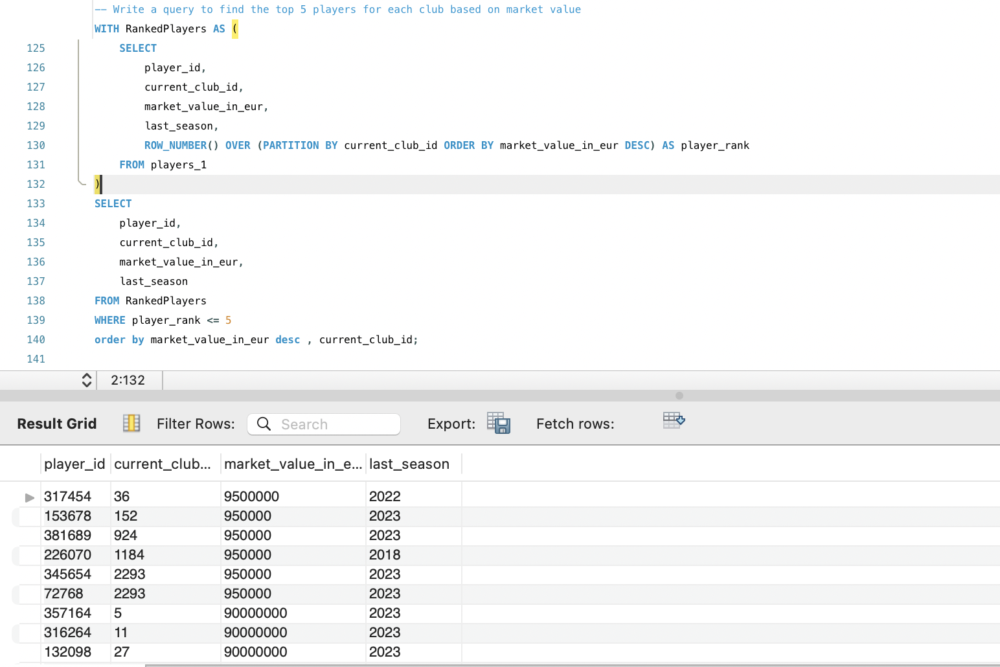 -- Write a query to find the top 5 players for each club based on market value
WITH RankedPlayers AS (
125 SELECT
126 player_id,
127 current_club_id,
128 market_value_in_eur,
129 last_season,
130 ROW_NUMBER() OVER (PARTITION BY current_club_id ORDER BY market_value_in_eur DESC) AS player_rank
131 FROM players_1
132 )
133 SELECT
134 player_id,
135 current_club_id,
136 market_value_in_eur,
137 last_season
138 FROM RankedPlayers
139 WHERE player_rank <= 5
140 order by market_value_in_eur desc , current_club_id;
141
2:132
Result Grid Filter Rows: Search Export: Fetch rows:
player_id current_club... market_value_in_e... last_season
317454 36 9500000 2022
153678 152 950000 2023
381689 924 950000 2023
226070 1184 950000 2018
345654 2293 950000 2023
72768 2293 950000 2023
357164 5 90000000 2023
316264 11 90000000 2023
132098 27 90000000 2023